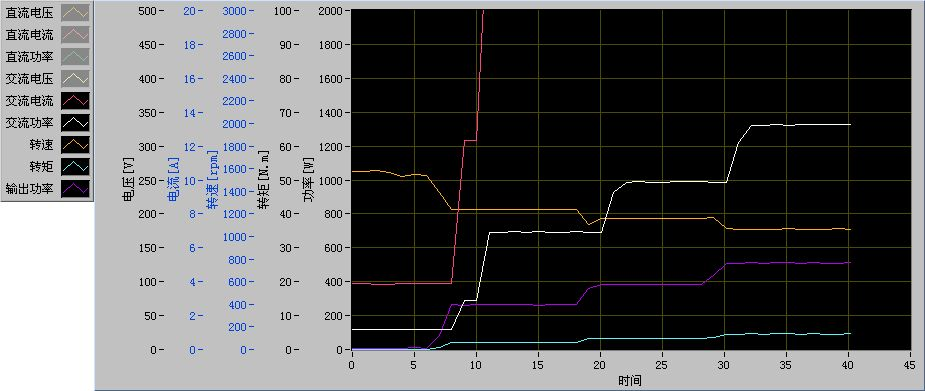 直流电压
直流电流
直流功率
交流电压
交流电流
交流功率
转速
转矩
输出功率
500 20 3000 100 2000
2800
450 18 90 1800
2600
400 16 2400 80 1600
2200
350 14 70 1400
2000
300 12 1800 60 1200
1600
250 10 50 1000
1400
200 8 1200 40 800
1000
150 6 30 600
800
100 4 600 20 400
400
50 2 10 200
200
0 0 0 0 0
电压[V]
电流[A]
转速[rpm]
转矩[N.m]
功率[W]
0 5 10 15 20 25 30 35 40 45
时间